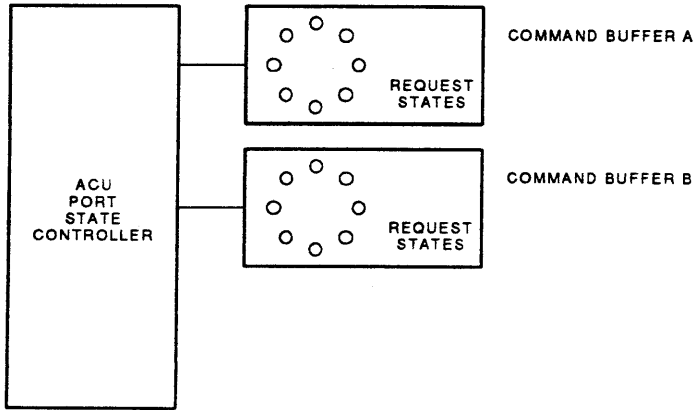 ACU
PORT
STATE
CONTROLLER
REQUEST
STATES
COMMAND BUFFER A
REQUEST
STATES
COMMAND BUFFER B